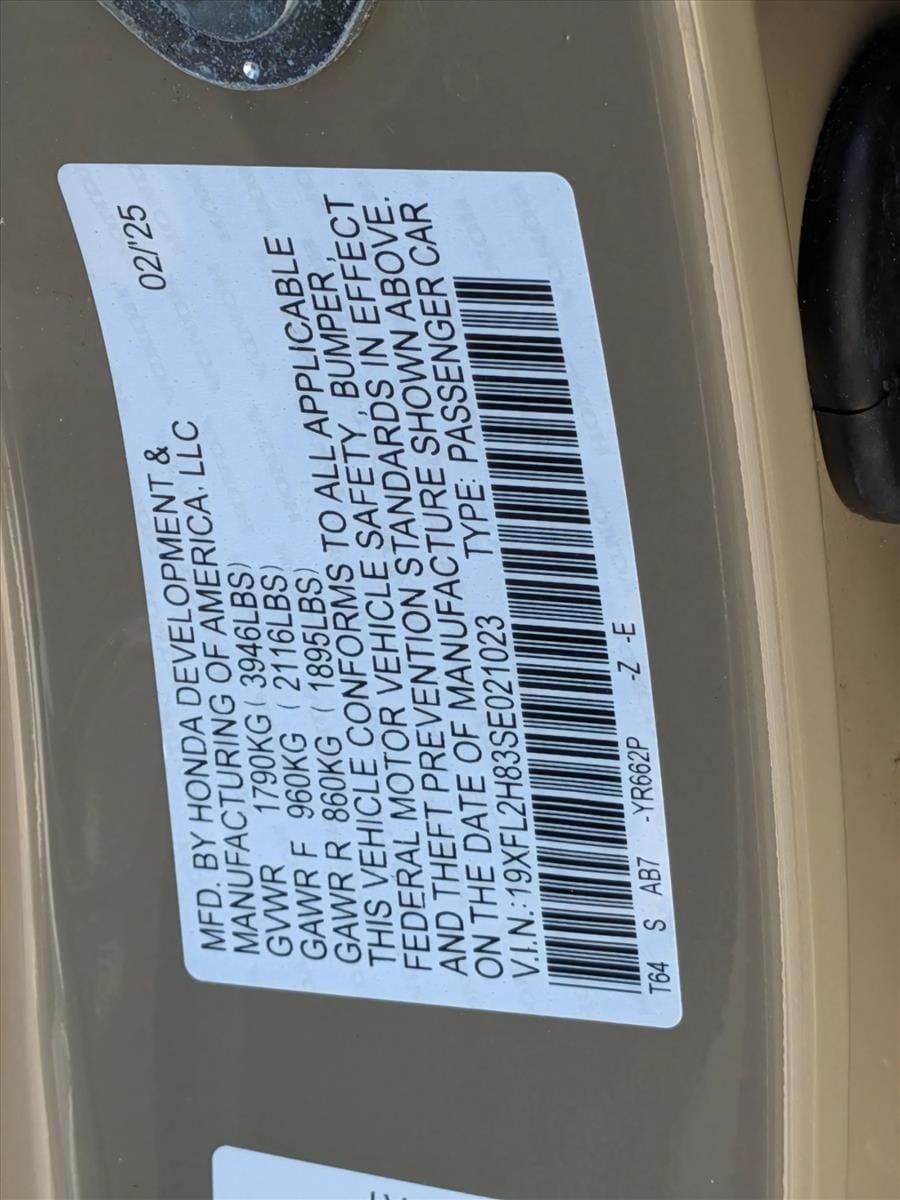 MFD. BY HONDA DEVELOPMENT & 02/'25
MANUFACTURING OF AMERICA. LLC
GVWR 1790KG ( 3946LBS)
GAWR F 960KG ( 2116LBS)
GAWR R 860KG ( 1895LBS)
THIS VEHICLE CONFORMS TO ALL APPLICABLE
FEDERAL MOTOR VEHICLE SAFETY, BUMPER,
AND THEFT PREVENTION STANDARDS IN EFFECT
ON THE DATE OF MANUFACTURE SHOWN ABOVE.
V.I.N.:19XFL2H83SE021023 TYPE: PASSENGER CAR
T64 S AB7 -YR662P -Z -E